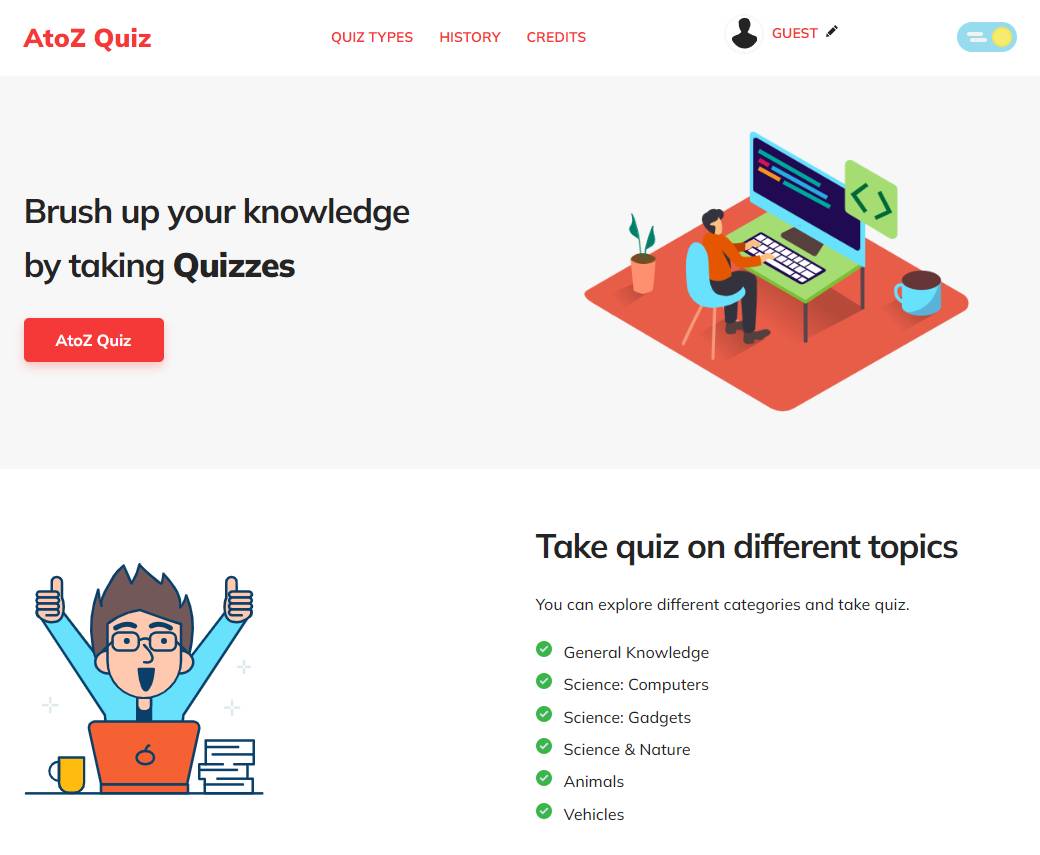 AtoZ Quiz
QUIZ TYPES
HISTORY
CREDITS
GUEST
Brush up your knowledge
by taking Quizzes
AtoZ Quiz
Take quiz on different topics
You can explore different categories and take quiz.
General Knowledge
Science: Computers
Science: Gadgets
Science & Nature
Animals
Vehicles